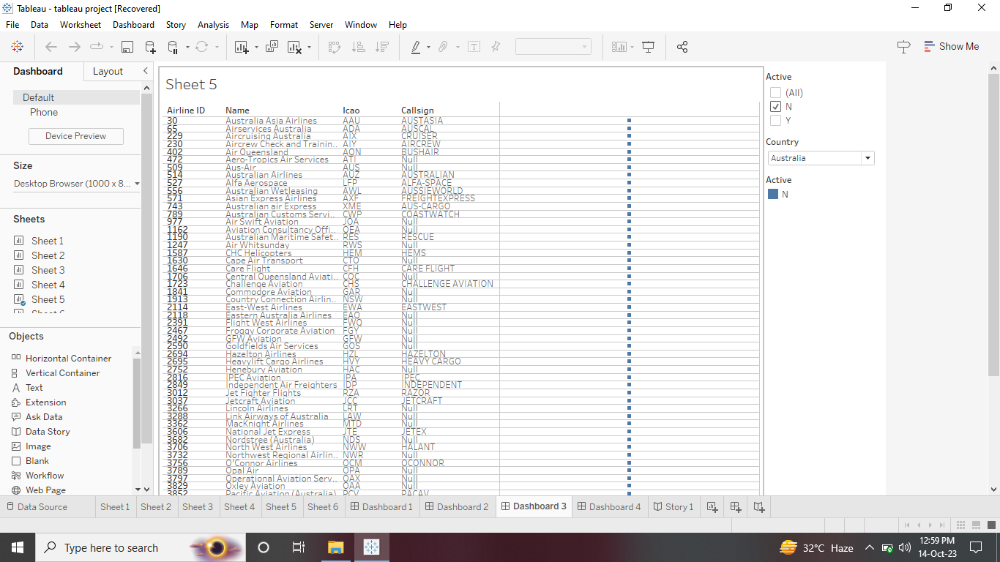 Tableau - tableau project [Recovered]
File Data Worksheet Dashboard Story Analysis Map Format Server Window Help
Show Me
Dashboard Layout
Default
Phone
Device Preview
Size
Desktop Browser (1000 x 8...
Sheets
Sheet 1
Sheet 2
Sheet 3
Sheet 4
Sheet 5
Objects
Horizontal Container
Vertical Container
Text
Extension
Ask Data
Data Story
Image
Blank
Workflow
Web Page
Sheet 5
Airline ID Name Icao Callsign
30 Australia Asia Airlines AAU AUSTASIA
65 Airservices Australia ADA AUSCAL
229 Aircruising Australia AIX CRUISER
230 Aircrew Check and Trainin.. AIY AIRCREW
402 Air Queensland AQN BUSHAIR
472 Aero-Tropics Air Services ATI Null
509 Aus-Air AUS Null
514 Australian Airlines AUZ AUSTRALIAN
527 Alfa Aerospace LFP ALFA-SPACE
556 Australian Wetleasing AWL AUSSIEWORLD
571 Asian Express Airlines AXF FREIGHTEXPRESS
743 Australian air Express XME AUS-CARGO
789 Australian Customs Servi.. CWP COASTWATCH
977 Air Swift Aviation JOA Null
1162 Aviation Consultancy Offi.. OEA Null
1190 Australian Maritime Safet.. RES RESCUE
1247 Air Whitsunday RWS Null
1587 CHC Helicopters HEM HEMS
1630 Cape Air Transport CTO Null
1646 Care Flight CFH CARE FLIGHT
1706 Central Queensland Aviati.. COC Null
1723 Challenge Aviation CHS CHALLENGE AVIATION
1841 Commodore Aviation GAR Null
1913 Country Connection Airlin.. NSW Null
2114 East-West Airlines EWA EASTWEST
2118 Eastern Australia Airlines EAQ Null
2391 Flight West Airlines FWQ Null
2467 Froggy Corporate Aviation FGY Null
2492 GFW Aviation GFW Null
2590 Goldfields Air Services GOS Null
2694 Hazelton Airlines HZL HAZELTON
2695 Heavylift Cargo Airlines HVY HEAVY CARGO
2752 Henebury Aviation HAC Null
2816 IPEC Aviation IPA IPEC
2849 Independent Air Freighters IDP INDEPENDENT
3012 Jet Fighter Flights RZA RAZOR
3037 Jetcraft Aviation JCC JETCRAFT
3266 Lincoln Airlines LRT Null
3288 Link Airways of Australia LAW Null
3362 MacKnight Airlines MTD Null
3606 National Jet Express JTE JETEX
3682 Nordstree (Australia) NDS Null
3706 North West Airlines NWW HALANT
3732 Northwest Regional Airlin.. NWR Null
3756 O'Connor Airlines OCM OCONNOR
3789 Opal Air OPA Null
3797 Operational Aviation Serv.. OAX Null
3829 Oxley Aviation OAA Null
3852 Pacific Aviation (Australia) PCV PACAV
Active
(All)
N
Y
Country
Australia
Active
N
Data Source Sheet 1 Sheet 2 Sheet 3 Sheet 4 Sheet 5 Sheet 6 Dashboard 1 Dashboard 2 Dashboard 3 Dashboard 4 Story 1
Type here to search
32°C Haze
12:59 PM
14-Oct-23